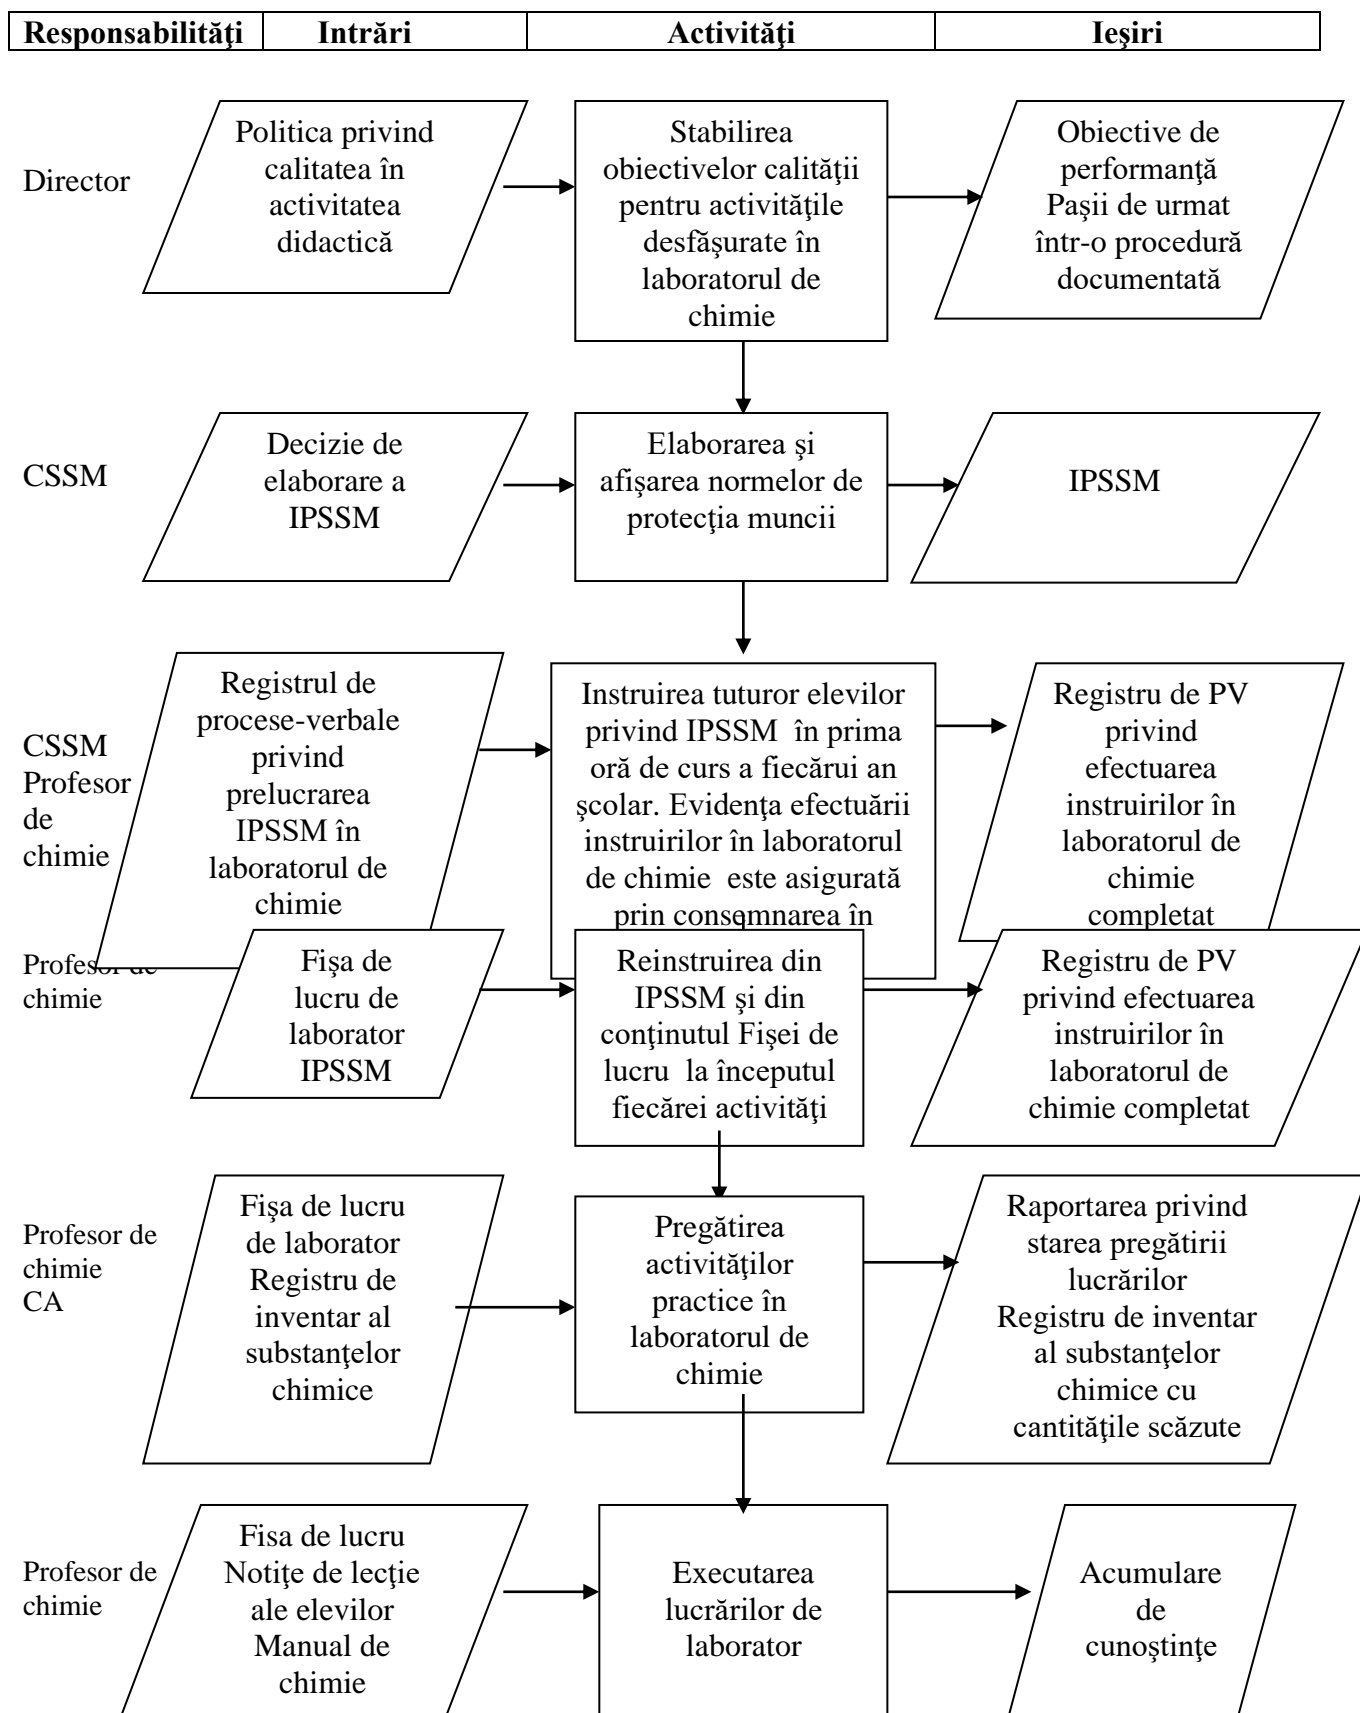 Responsabilităţi Intrări Activităţi Ieşiri
Director
Politica privind
calitatea în
activitatea
didactică
Stabilirea
obiectivelor calităţii
pentru activităţile
desfăşurate în
laboratorul de
chimie
Obiective de
performanţă
Paşii de urmat
într-o procedură
documentată
CSSM
Decizie de
elaborare a
IPSSM
Elaborarea şi
afişarea normelor de
protecţia muncii
IPSSM
CSSM
Profesor
de
chimie
Registrul de
procese-verbale
privind
prelucrarea
IPSSM în
laboratorul de
chimie
Instruirea tuturor elevilor
privind IPSSM în prima
oră de curs a fiecărui an
şcolar. Evidenţa efectuării
instruirilor în laboratorul
de chimie este asigurată
prin consemnarea în
Registru de PV
privind
efectuarea
instruirilor în
laboratorul de
chimie
completat
Profesor de
chimie
Fişa de
lucru de
laborator
IPSSM
Reinstruirea din
IPSSM şi din
conţinutul Fişei de
lucru la începutul
fiecărei activităţi
Registru de PV
privind efectuarea
instruirilor în
laboratorul de
chimie completat
Profesor de
chimie
CA
Fişa de lucru
de laborator
Registru de
inventar al
substanţelor
chimice
Pregătirea
activităţilor
practice în
laboratorul de
chimie
Raportarea privind
starea pregătirii
lucrărilor
Registru de inventar
al substanţelor
chimice cu
cantităţile scăzute
Profesor de
chimie
Fisa de lucru
Notiţe de lecţie
ale elevilor
Manual de
chimie
Executarea
lucrărilor de
laborator
Acumulare
de
cunoştinţe